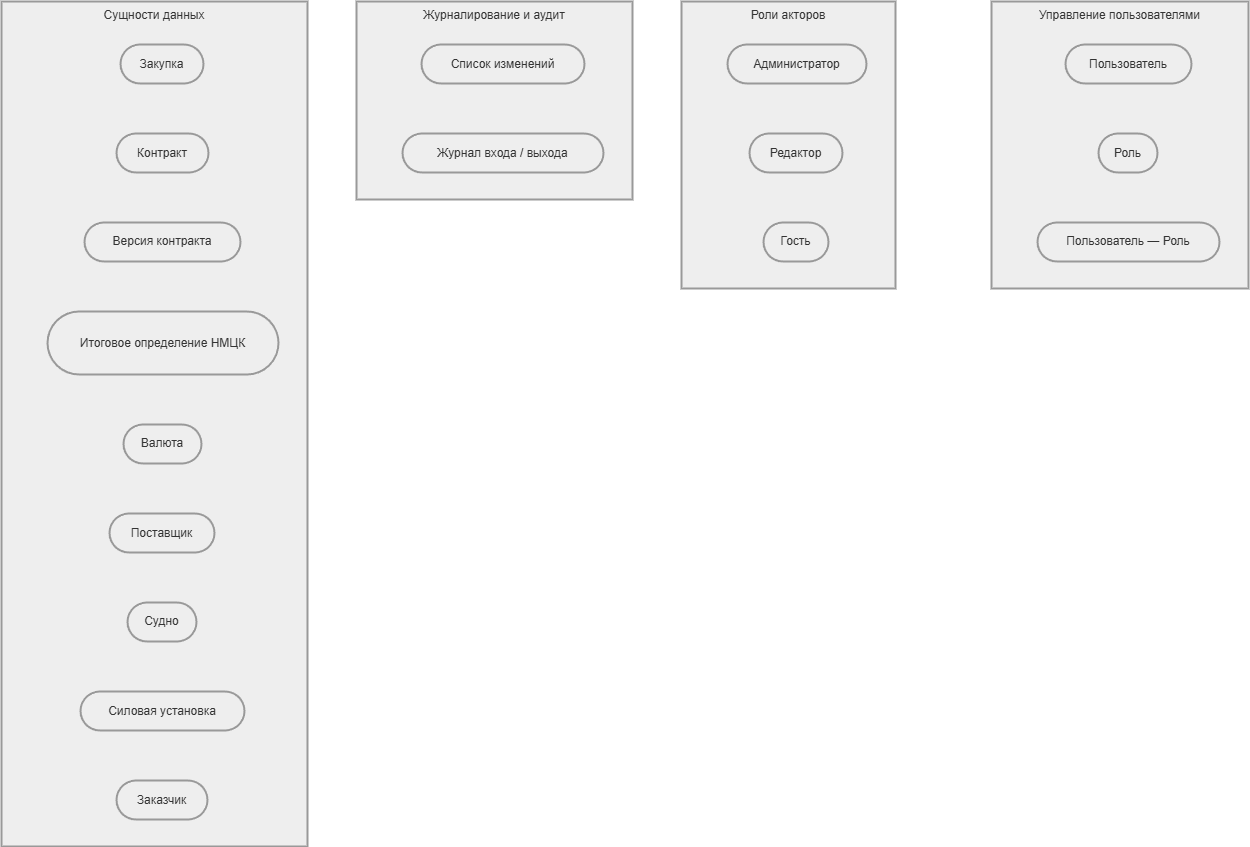 Сущности данных
Закупка
Контракт
Версия контракта
Итоговое определение НМЦК
Валюта
Поставщик
Судно
Силовая установка
Заказчик
Журналирование и аудит
Список изменений
Журнал входа / выхода
Роли акторов
Администратор
Редактор
Гость
Управление пользователями
Пользователь
Роль
Пользователь — Роль